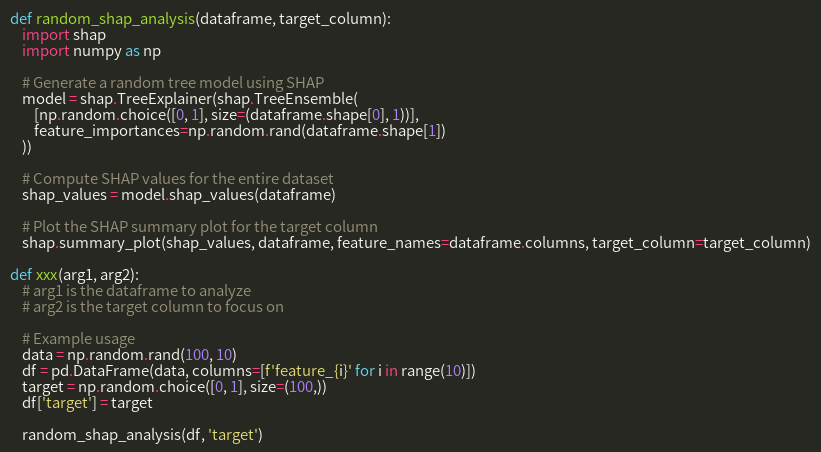 def random_shap_analysis(dataframe, target_column):
    import shap
    import numpy as np

    # Generate a random tree model using SHAP
    model = shap.TreeExplainer(shap.TreeEnsemble(
        [np.random.choice([0, 1], size=(dataframe.shape[0], 1))],
        feature_importances=np.random.rand(dataframe.shape[1])
    ))

    # Compute SHAP values for the entire dataset
    shap_values = model.shap_values(dataframe)

    # Plot the SHAP summary plot for the target column
    shap.summary_plot(shap_values, dataframe, feature_names=dataframe.columns, target_column=target_column)

def xxx(arg1, arg2):
    # arg1 is the dataframe to analyze
    # arg2 is the target column to focus on

    # Example usage
    data = np.random.rand(100, 10)
    df = pd.DataFrame(data, columns=[f'feature_{i}' for i in range(10)])
    target = np.random.choice([0, 1], size=(100,))
    df['target'] = target

    random_shap_analysis(df, 'target')